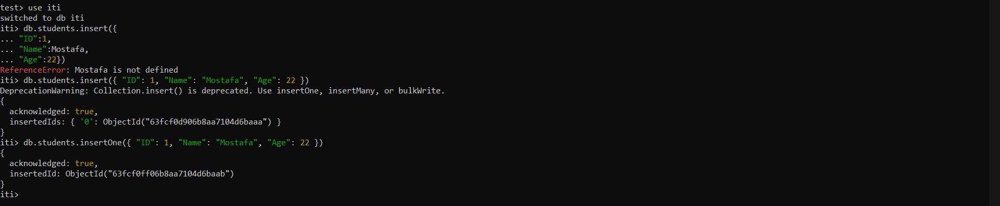 test> use iti
switched to db iti
iti> db.students.insert({
... "ID":1,
... "Name":Mostafa,
... "Age":22})
ReferenceError: Mostafa is not defined
iti> db.students.insert({ "ID": 1, "Name": "Mostafa", "Age": 22 })
DeprecationWarning: Collection.insert() is deprecated. Use insertOne, insertMany, or bulkWrite.
{
  acknowledged: true,
  insertedIds: { '0': ObjectId("63fcf0d906b8aa7104d6baaa") }
}
iti> db.students.insertOne({ "ID": 1, "Name": "Mostafa", "Age": 22 })
{
  acknowledged: true,
  insertedId: ObjectId("63fcf0ff06b8aa7104d6baab")
}
iti>